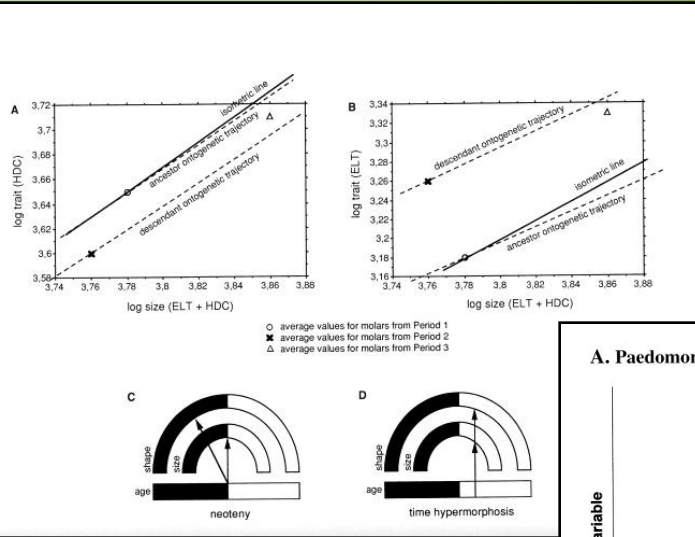 A
log trait (HDC)
3,72
3,7
3,68
3,66
3,64
3,62
3,6
3,58
isometric line
ancestor ontogenetic trajectory
descendant ontogenetic trajectory
3,74 3,76 3,78 3,8 3,82 3,84 3,86 3,88
log size (ELT + HDC)
B
log trait (ELT)
3,34
3,32
3,3
3,28
3,26
3,24
3,22
3,2
3,18
3,16
descendant ontogenetic trajectory
isometric line
ancestor ontogenetic trajectory
3,74 3,76 3,78 3,8 3,82 3,84 3,86 3,88
log size (ELT + HDC)
average values for molars from Period 1
average values for molars from Period 2
average values for molars from Period 3
C
shape
size
age
neoteny
D
shape
size
age
time hypermorphosis
A. Paedomor
ariable